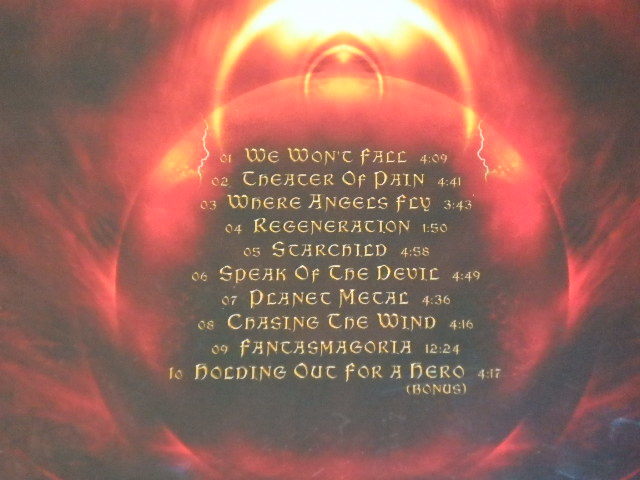 01 We Won't Fall 4:09
02 Theater Of Pain 4:41
03 Where Angels Fly 3:43
04 Regeneration 1:50
05 Starchild 4:58
06 Speak Of The Devil 4:49
07 Planet Metal 4:36
08 Chasing The Wind 4:16
09 Fantasmagoria 12:24
10 Holding Out For A Hero 4:17
(Bonus)